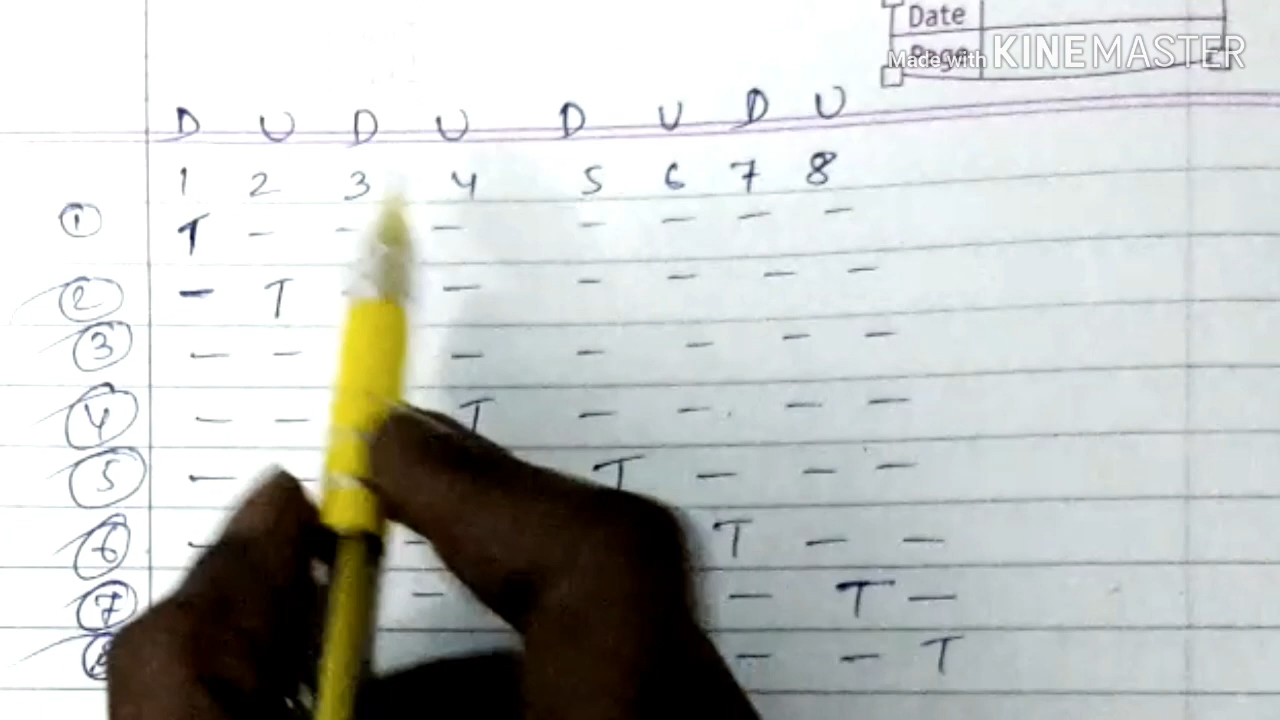 Date
Page
Made with KINEMASTER
D U D U D U D U
1 2 3 4 5 6 7 8
① T - - - - - - -
② - T - - - - - -
③ - - - - - - -
④ - - T - - - -
⑤ - - T - - -
⑥ - - T - -
⑦ - - T -
- - T